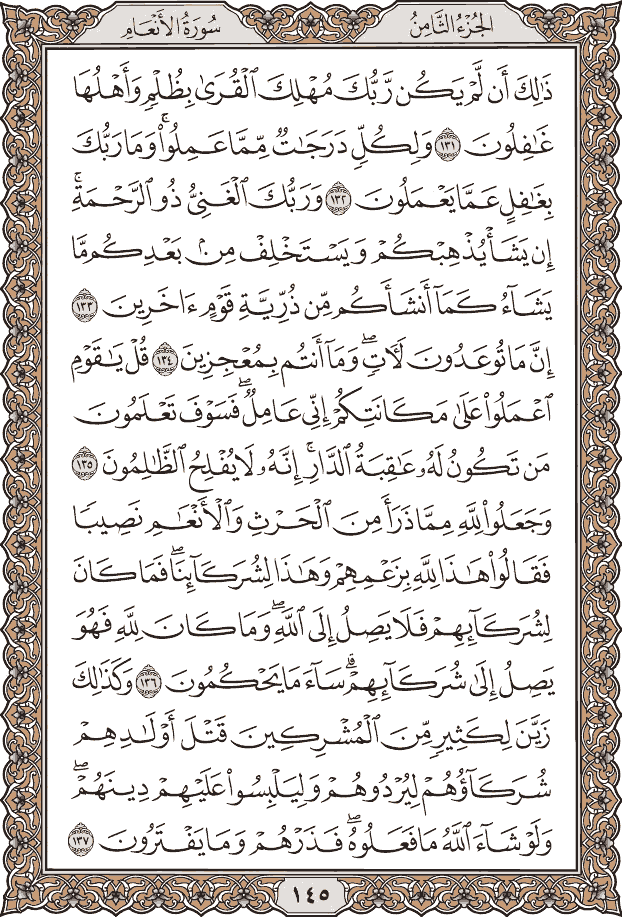 الجُزْءُ الثَّامِنُ
سُورَةُ الأَنْعَامِ
ذَٰلِكَ أَن لَّمْ يَكُن رَّبُّكَ مُهْلِكَ ٱلْقُرَىٰ بِظُلْمٍ وَأَهْلُهَا
غَٰفِلُونَ ١٣١ وَلِكُلٍّ دَرَجَٰتٌ مِّمَّا عَمِلُوا۟ ۚ وَمَا رَبُّكَ
بِغَٰفِلٍ عَمَّا يَعْمَلُونَ ١٣٢ وَرَبُّكَ ٱلْغَنِىُّ ذُو ٱلرَّحْمَةِ ۚ
إِن يَشَأْ يُذْهِبْكُمْ وَيَسْتَخْلِفْ مِنۢ بَعْدِكُم مَّا
يَشَآءُ كَمَآ أَنشَأَكُم مِّن ذُرِّيَّةِ قَوْمٍ ءَاخَرِينَ ١٣٣
إِنَّ مَا تُوعَدُونَ لَءَاتٍ ۖ وَمَآ أَنتُم بِمُعْجِزِينَ ١٣٤ قُلْ يَٰقَوْمِ
ٱعْمَلُوا۟ عَلَىٰ مَكَانَتِكُمْ إِنِّى عَامِلٌ ۖ فَسَوْفَ تَعْلَمُونَ
مَن تَكُونُ لَهُۥ عَٰقِبَةُ ٱلدَّارِ ۗ إِنَّهُۥ لَا يُفْلِحُ ٱلظَّٰلِمُونَ ١٣٥
وَجَعَلُوا۟ لِلَّهِ مِمَّا ذَرَأَ مِنَ ٱلْحَرْثِ وَٱلْأَنْعَٰمِ نَصِيبًا
فَقَالُوا۟ هَٰذَا لِلَّهِ بِزَعْمِهِمْ وَهَٰذَا لِشُرَكَآئِنَا ۖ فَمَا كَانَ
لِشُرَكَآئِهِمْ فَلَا يَصِلُ إِلَى ٱللَّهِ ۖ وَمَا كَانَ لِلَّهِ فَهُوَ
يَصِلُ إِلَىٰ شُرَكَآئِهِمْ ۗ سَآءَ مَا يَحْكُمُونَ ١٣٦ وَكَذَٰلِكَ
زَيَّنَ لِكَثِيرٍ مِّنَ ٱلْمُشْرِكِينَ قَتْلَ أَوْلَٰدِهِمْ
شُرَكَآؤُهُمْ لِيُرْدُوهُمْ وَلِيَلْبِسُوا۟ عَلَيْهِمْ دِينَهُمْ ۖ
وَلَوْ شَآءَ ٱللَّهُ مَا فَعَلُوهُ ۖ فَذَرْهُمْ وَمَا يَفْتَرُونَ ١٣٧
١٤٥